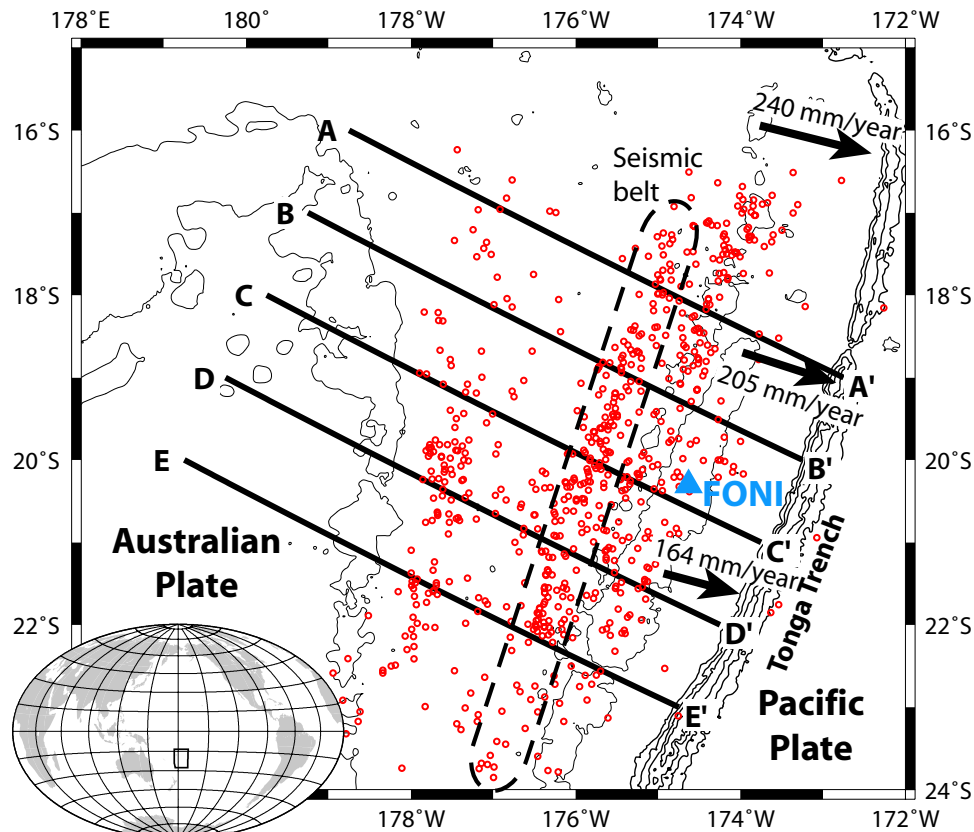 178°E 180° 178°W 176°W 174°W 172°W
16°S 16°S
18°S 18°S
20°S 20°S
22°S 22°S
24°S
178°W 176°W 174°W 172°W
240 mm/year
Seismic
belt
A
B
C
D
E
205 mm/year
A'
B'
FONI
C'
164 mm/year
D'
E'
Tonga Trench
Australian
Plate
Pacific
Plate